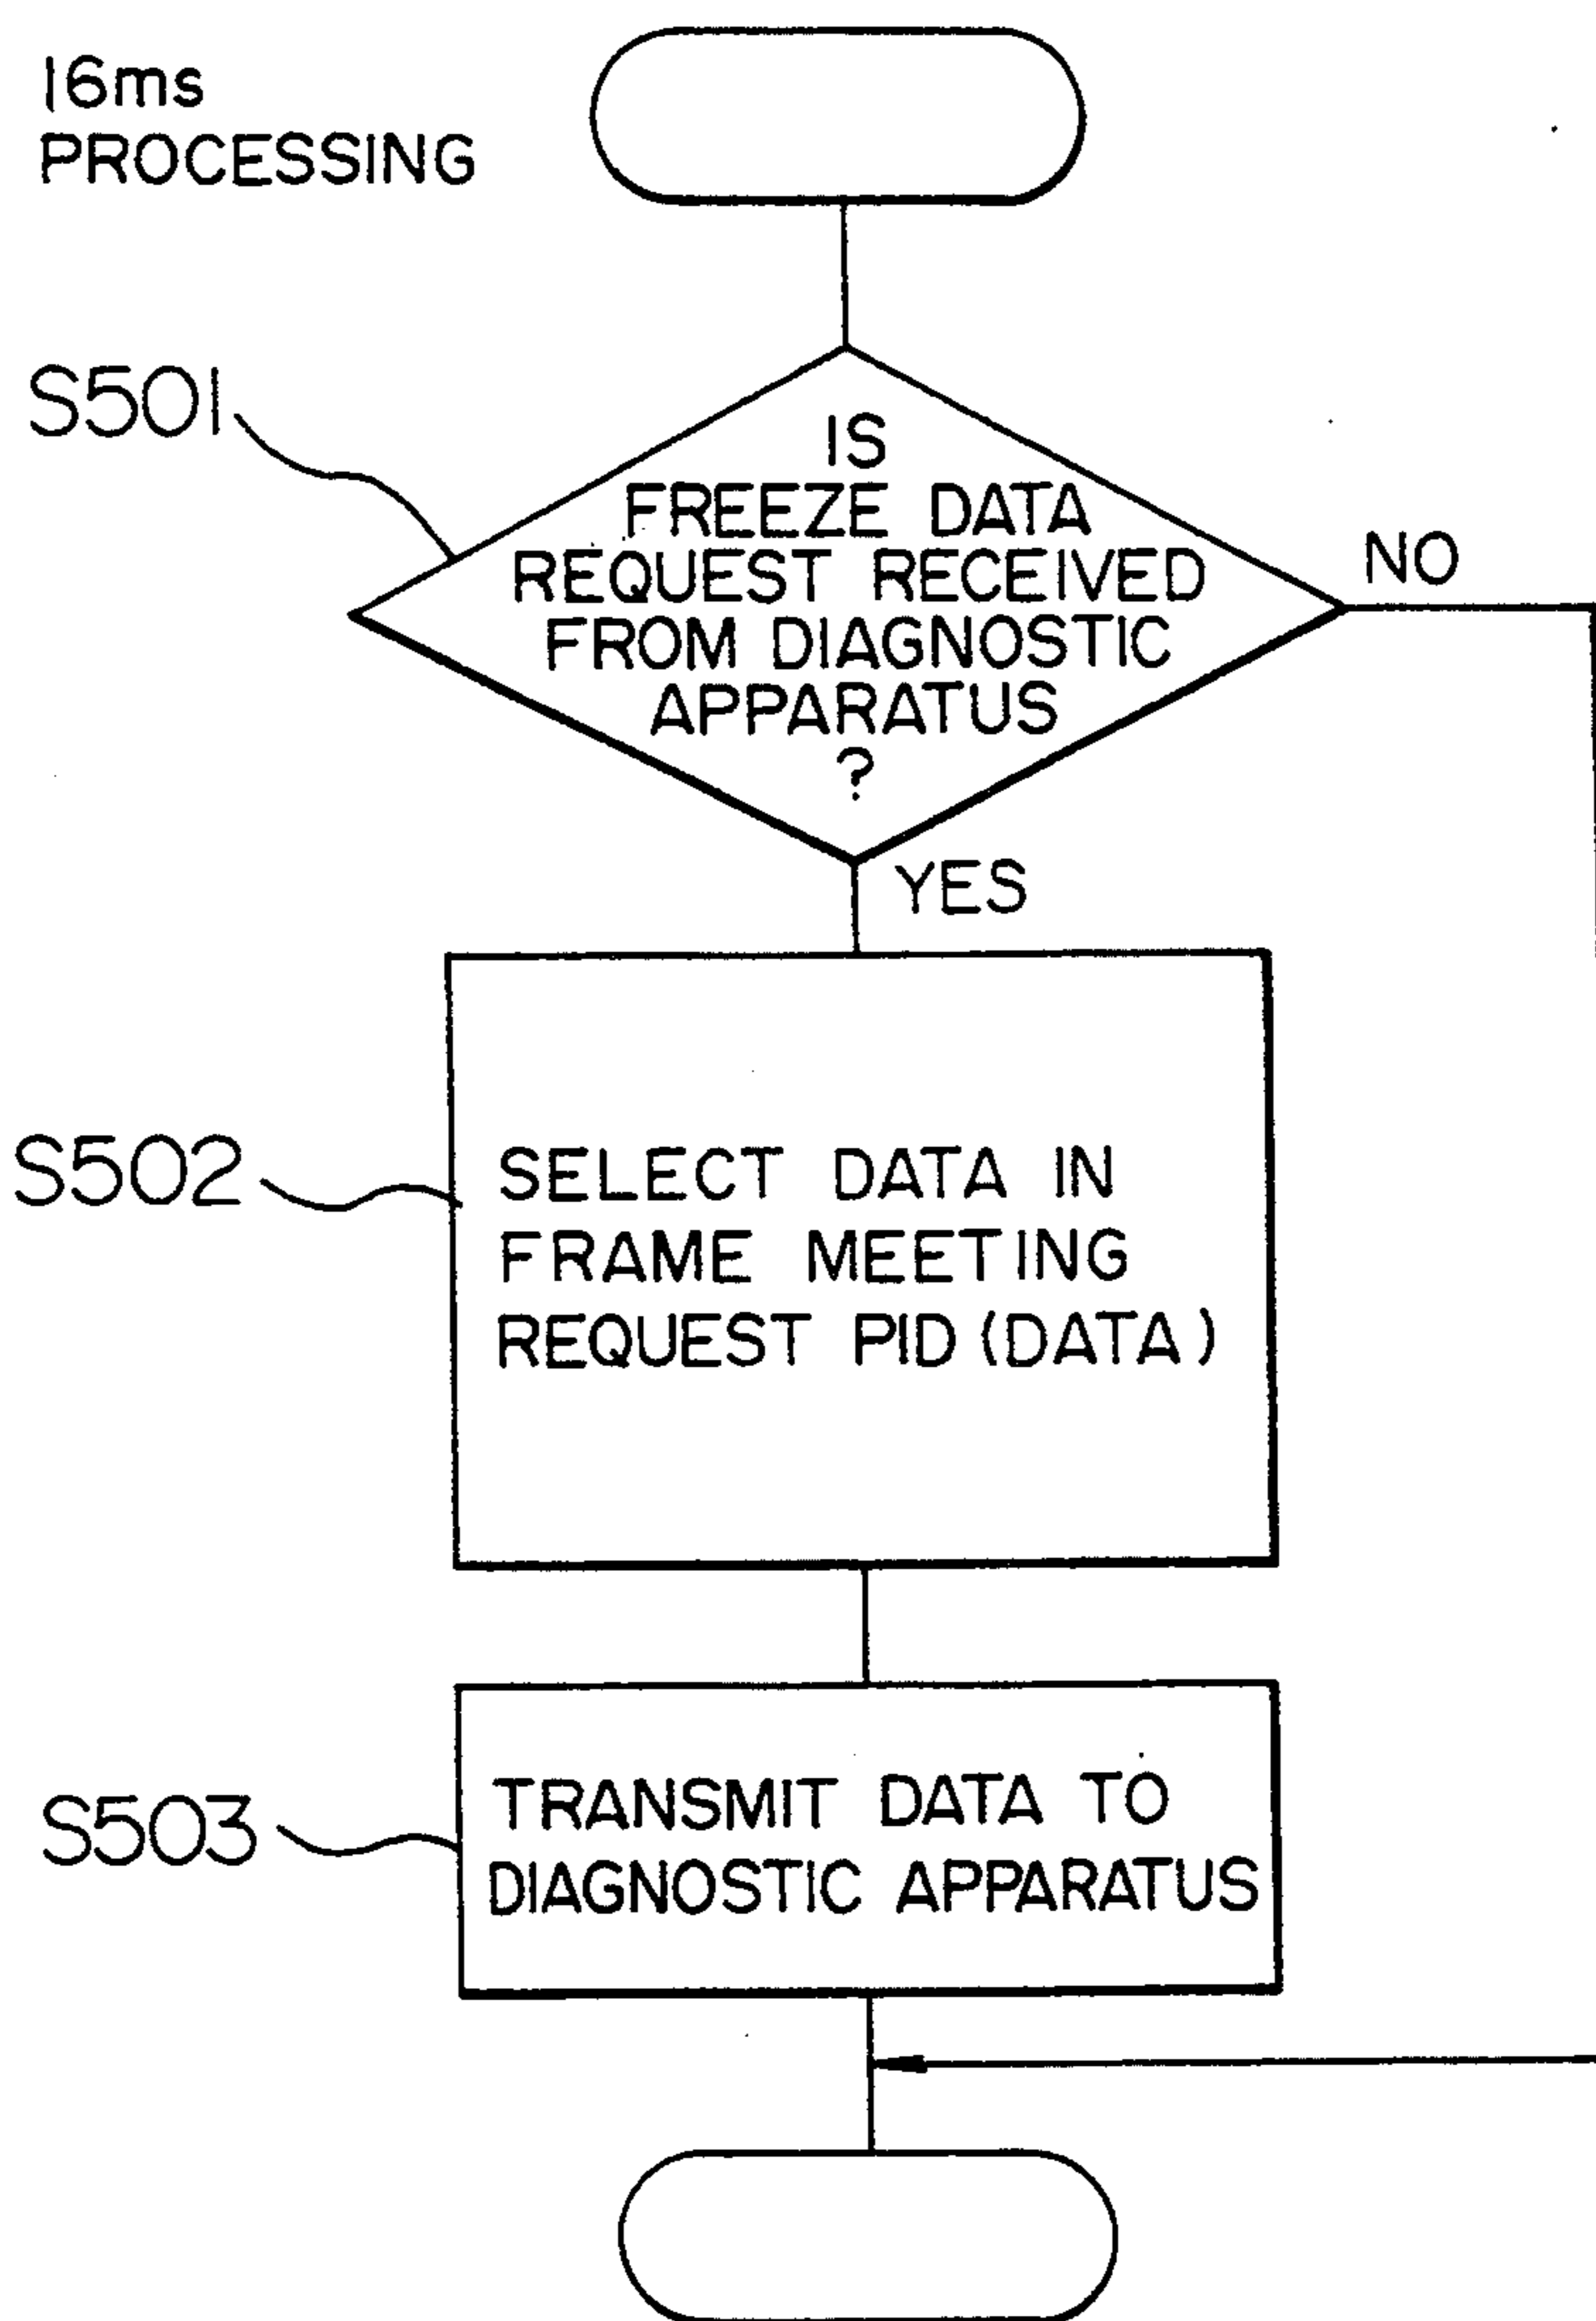 16ms
PROCESSING
S501
IS
FREEZE DATA
REQUEST RECEIVED
FROM DIAGNOSTIC
APPARATUS
?
NO
YES
S502
SELECT DATA IN
FRAME MEETING
REQUEST PID (DATA)
S503
TRANSMIT DATA TO
DIAGNOSTIC APPARATUS